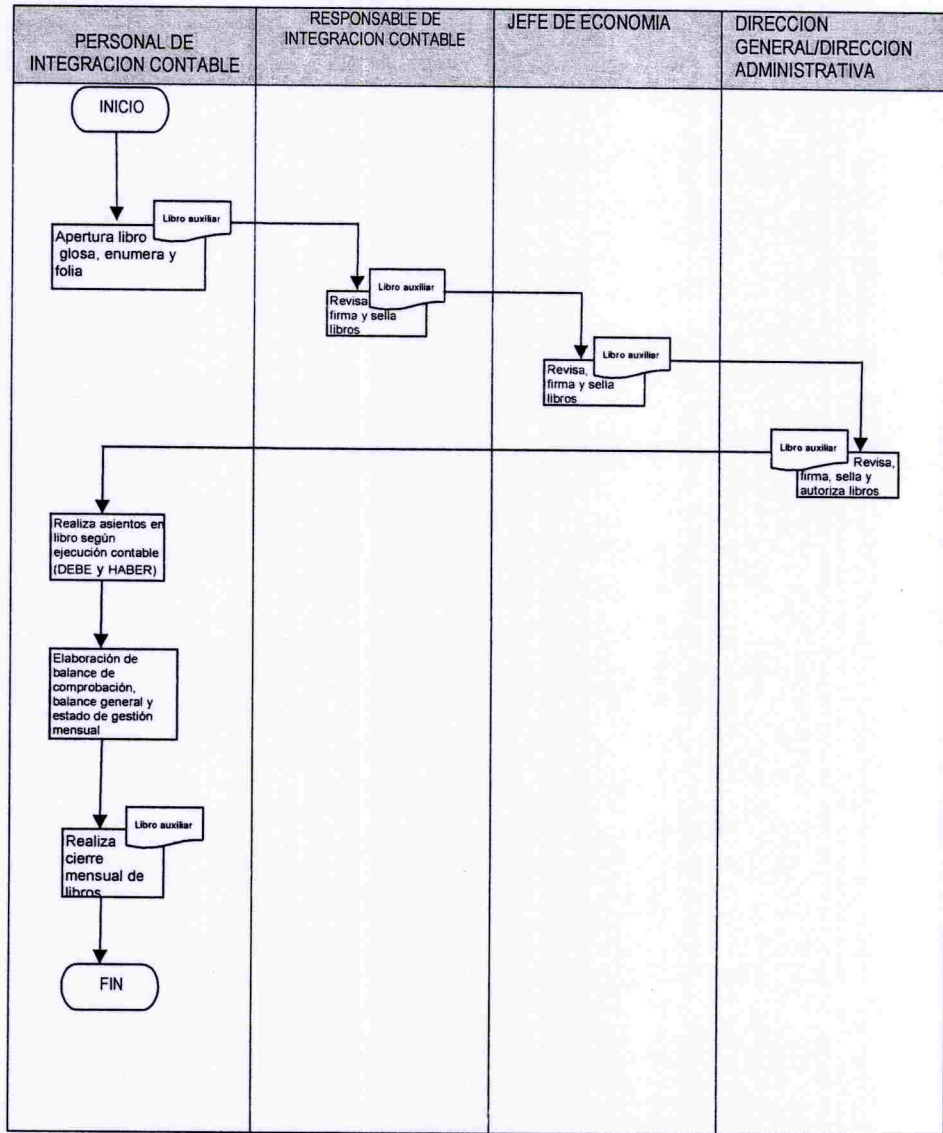 PERSONAL DE
INTEGRACION CONTABLE
RESPONSABLE DE
INTEGRACION CONTABLE
JEFE DE ECONOMIA
DIRECCION
GENERAL/DIRECCION
ADMINISTRATIVA
INICIO
Libro auxiliar
Apertura libro
glosa, enumera y
folia
Libro auxiliar
Revisa
firma y sella
libros
Libro auxiliar
Revisa,
firma y sella
libros
Libro auxiliar
Revisa,
firma, sella y
autoriza libros
Realiza asientos en
libro según
ejecución contable
(DEBE y HABER)
Elaboración de
balance de
comprobación,
balance general y
estado de gestión
mensual
Libro auxiliar
Realiza
cierre
mensual de
libros
FIN